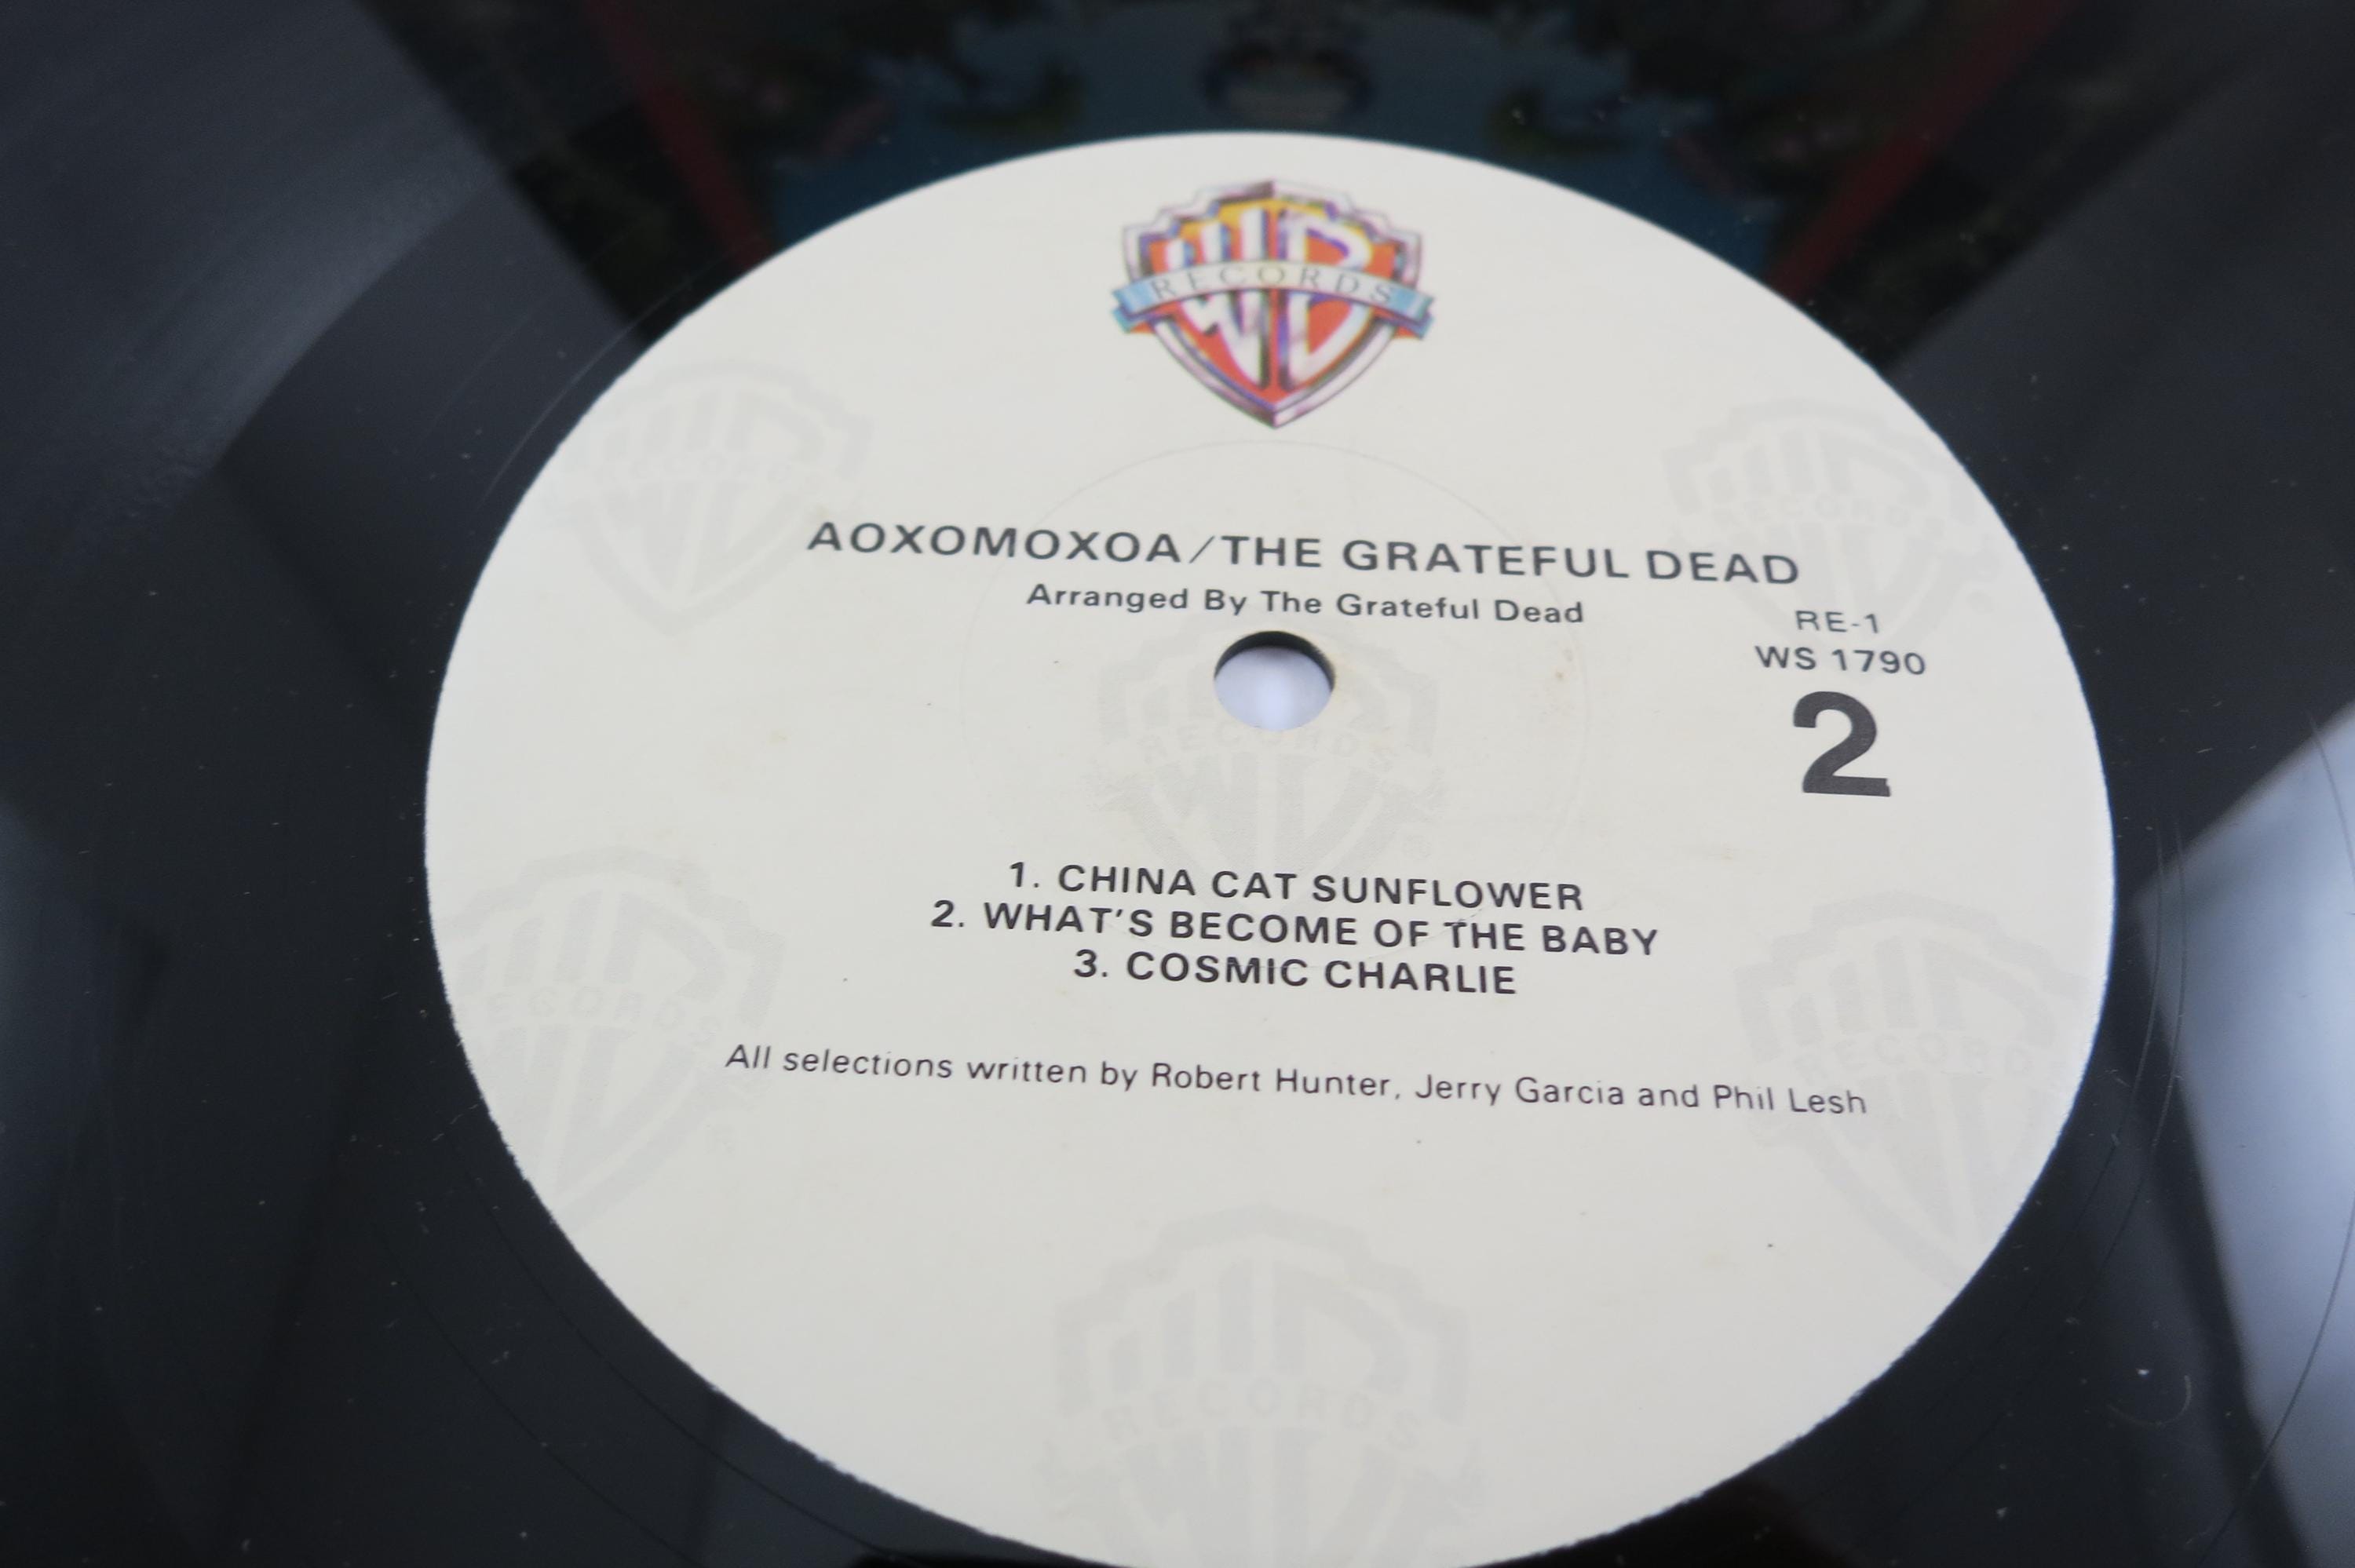 WB
RECORDS
AOXOMOXOA/THE GRATEFUL DEAD
Arranged By The Grateful Dead
RE-1
WS 1790
2
1. CHINA CAT SUNFLOWER
2. WHAT'S BECOME OF THE BABY
3. COSMIC CHARLIE
All selections written by Robert Hunter, Jerry Garcia and Phil Lesh